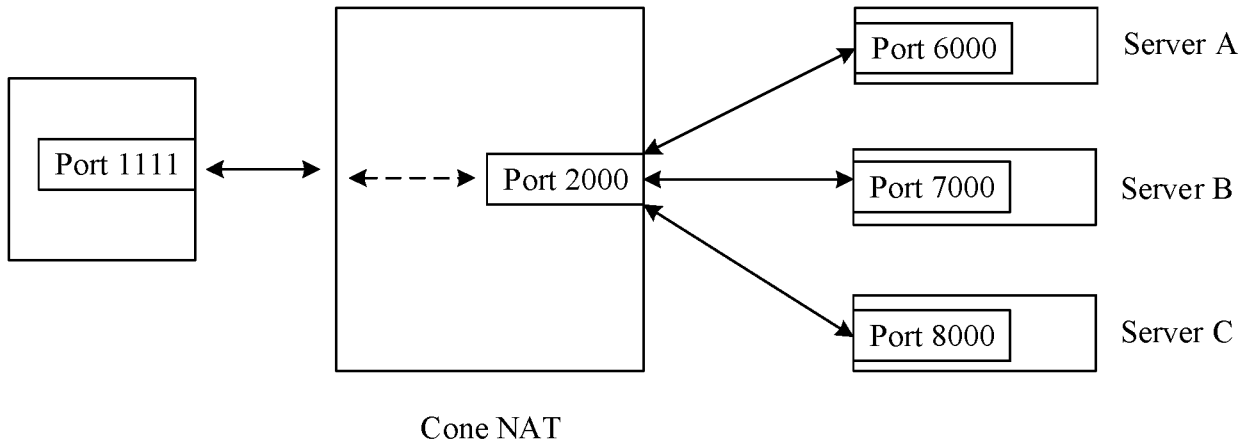 Port 6000
Server A
Port 1111
Port 2000
Port 7000
Server B
Port 8000
Server C
Cone NAT